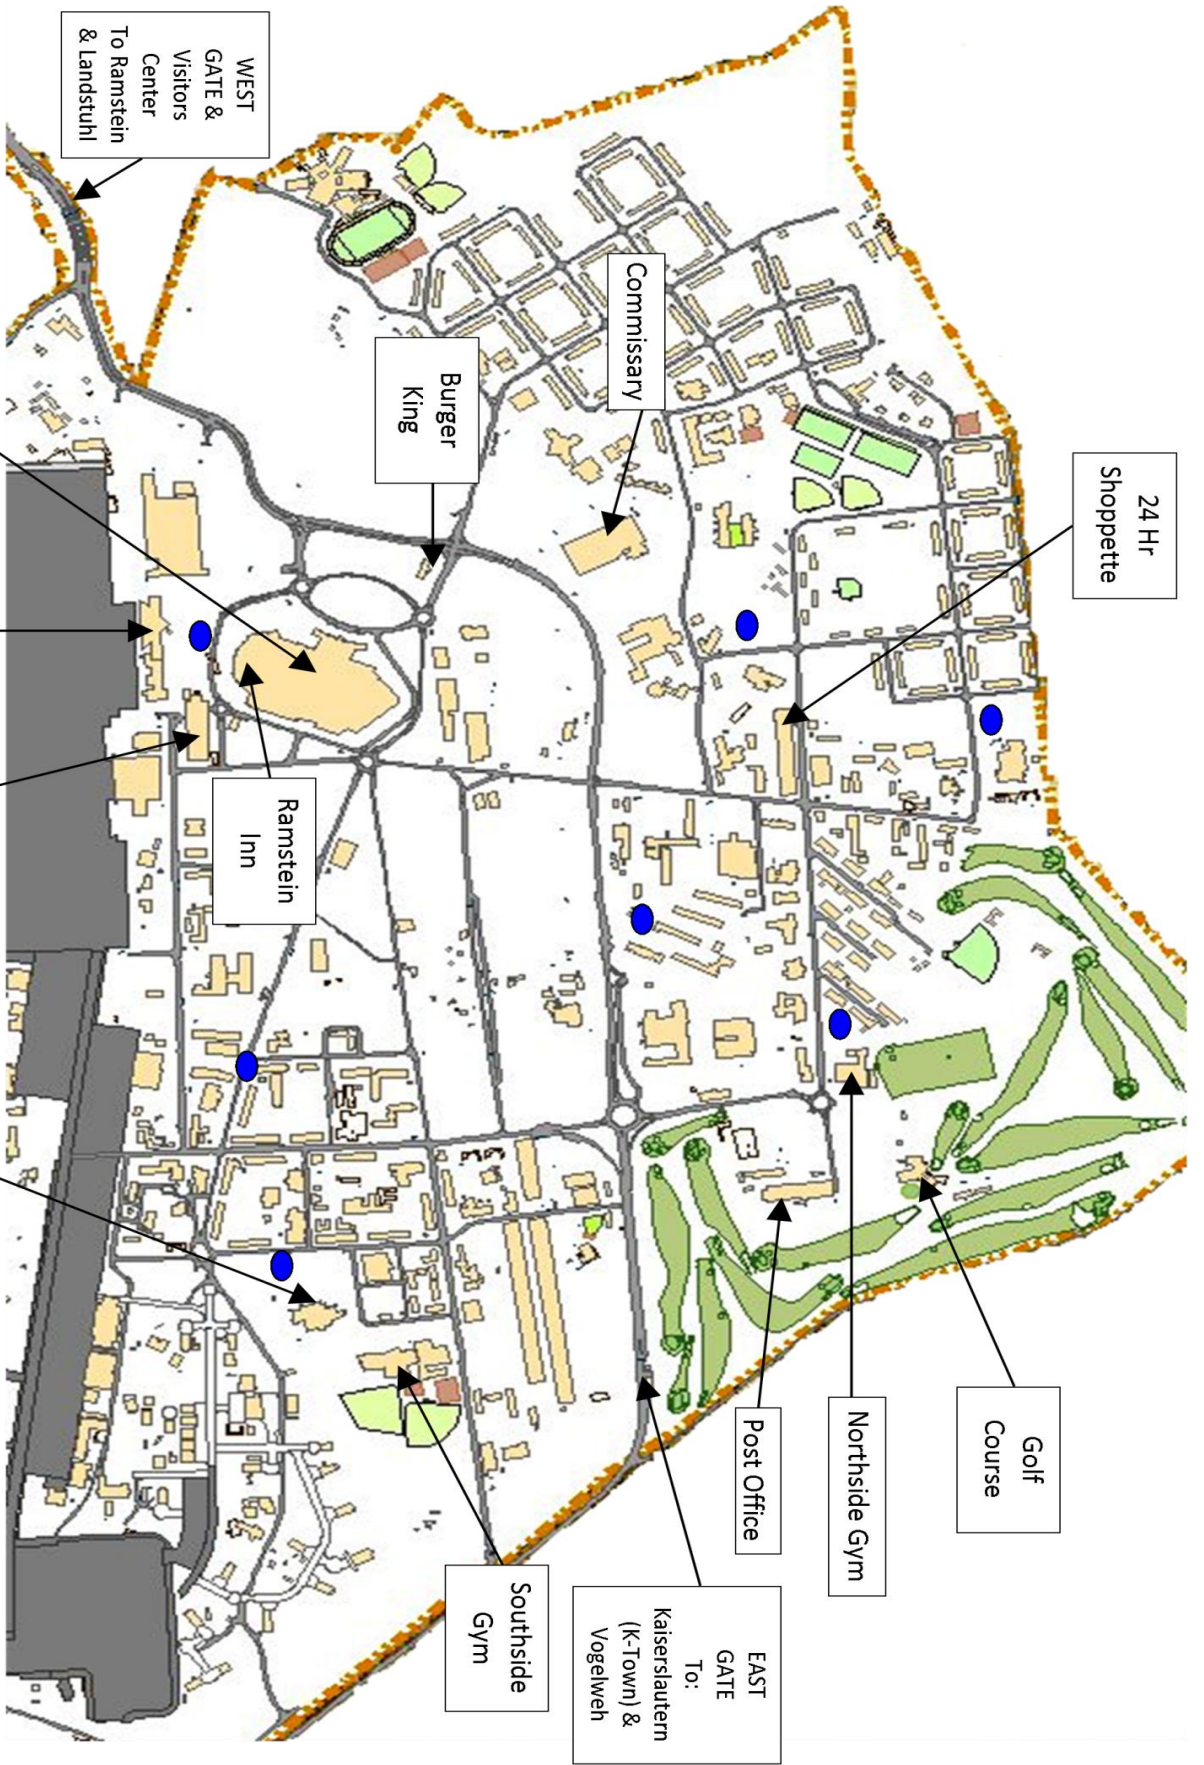 WEST
GATE &
Visitors
Center
To Ramstein
& Landstuhl
Burger
King
Commissary
24 Hr
Shoppette
Ramstein
Inn
Golf
Course
Northside Gym
Post Office
EAST
GATE
To:
Kaiserslautern
(K-Town) &
Vogelweh
Southside
Gym